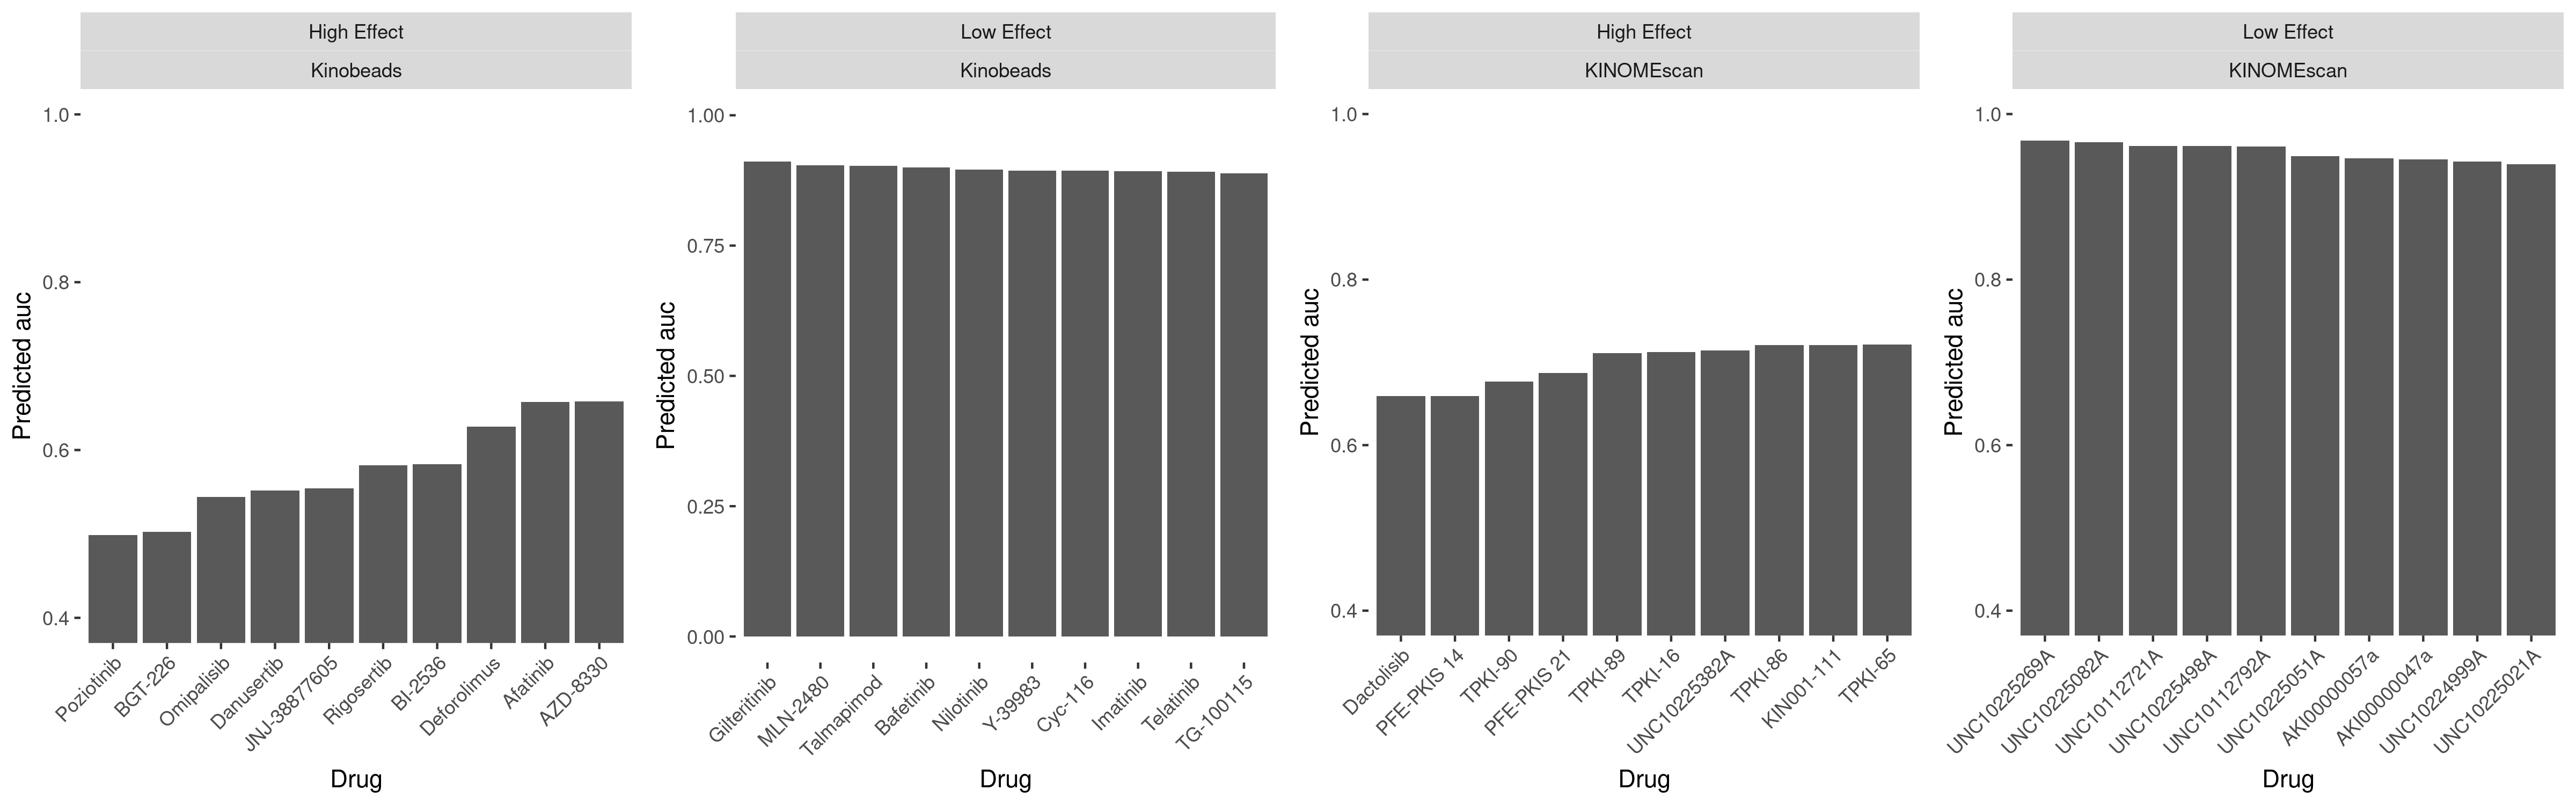 High Effect
Kinobeads
Predicted auc
1.0
0.8
0.6
0.4
Poziotinib
BGT-226
Omipalisib
Danusertib
JNJ-38877605
Rigosertib
BI-2536
Deforolimus
Afatinib
AZD-8330
Drug
Low Effect
Kinobeads
Predicted auc
1.00
0.75
0.50
0.25
0.00
Gilteritinib
MLN-2480
Talmapimod
Bafetinib
Nilotinib
Y-39983
Cyc-116
Imatinib
Telatinib
TG-100115
Drug
High Effect
KINOMEscan
Predicted auc
1.0
0.8
0.6
0.4
Dactolisib
PFE-PKIS 14
TPKI-90
PFE-PKIS 21
TPKI-89
TPKI-16
UNC10225382A
TPKI-86
KIN001-111
TPKI-65
Drug
Low Effect
KINOMEscan
Predicted auc
1.0
0.8
0.6
0.4
UNC10225269A
UNC10225082A
UNC10112721A
UNC10225498A
UNC10112792A
UNC10225051A
AKI00000057a
AKI00000047a
UNC10224999A
UNC10225021A
Drug